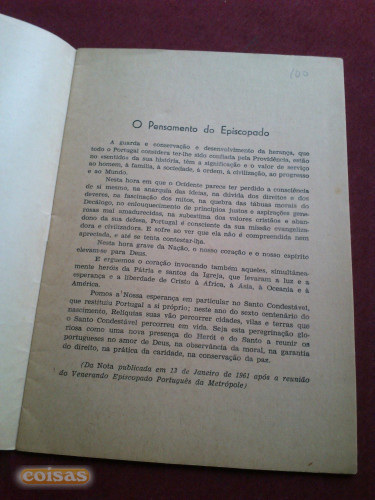 100
O Pensamento do Episcopado
A guarda e conservação e desenvolvimento da herança, que
todo o Portugal considera ter-lhe sido confiada pela Providência, estão
no sentido da sua história, têm a significação e o valor de serviço
ao homem, à família, à sociedade, à ordem, à civilização, ao progresso
e ao Mundo.
Nesta hora em que o Ocidente parece ter perdido a consciência
de si mesmo, na anarquia das ideias, na dúvida dos direitos e dos
deveres, na fascinação dos mitos, na quebra das tábuas morais do
Decálogo, no enlouquecimento de princípios justos e aspirações gene-
rosas mal amadurecidas, na subestima dos valores cristãos e aban-
dono da sua defesa, Portugal é consciente da sua missão evangeliza-
dora e civilizadora. E sofre ao ver que ela não é compreendida nem
apreciada, e até se tenta contestar-lha.
Nesta hora grave da Nação, o nosso coração e o nosso espírito
elevam-se para Deus.
E erguemos o coração invocando também aqueles, simultânea-
mente heróis da Pátria e santos da Igreja, que levaram a luz e a
esperança e a liberdade de Cristo à África, à Ásia, à Oceania e à
América.
Pomos a Nossa esperança em particular no Santo Condestável,
que restituiu Portugal a si próprio; neste ano do sexto centenário do
nascimento, Relíquias suas vão percorrer cidades, vilas e terras que
o Santo Condestável percorreu em vida. Seja esta peregrinação glo-
riosa como uma nova presença do Herói e do Santo a reunir os
portugueses no amor de Deus, na observância da moral, na garantia
do direito, na prática da caridade, na conservação da paz.
(Da Nota publicada em 13 de Janeiro de 1961 após a reunião
do Venerando Episcopado Português da Metrópole)
coisas